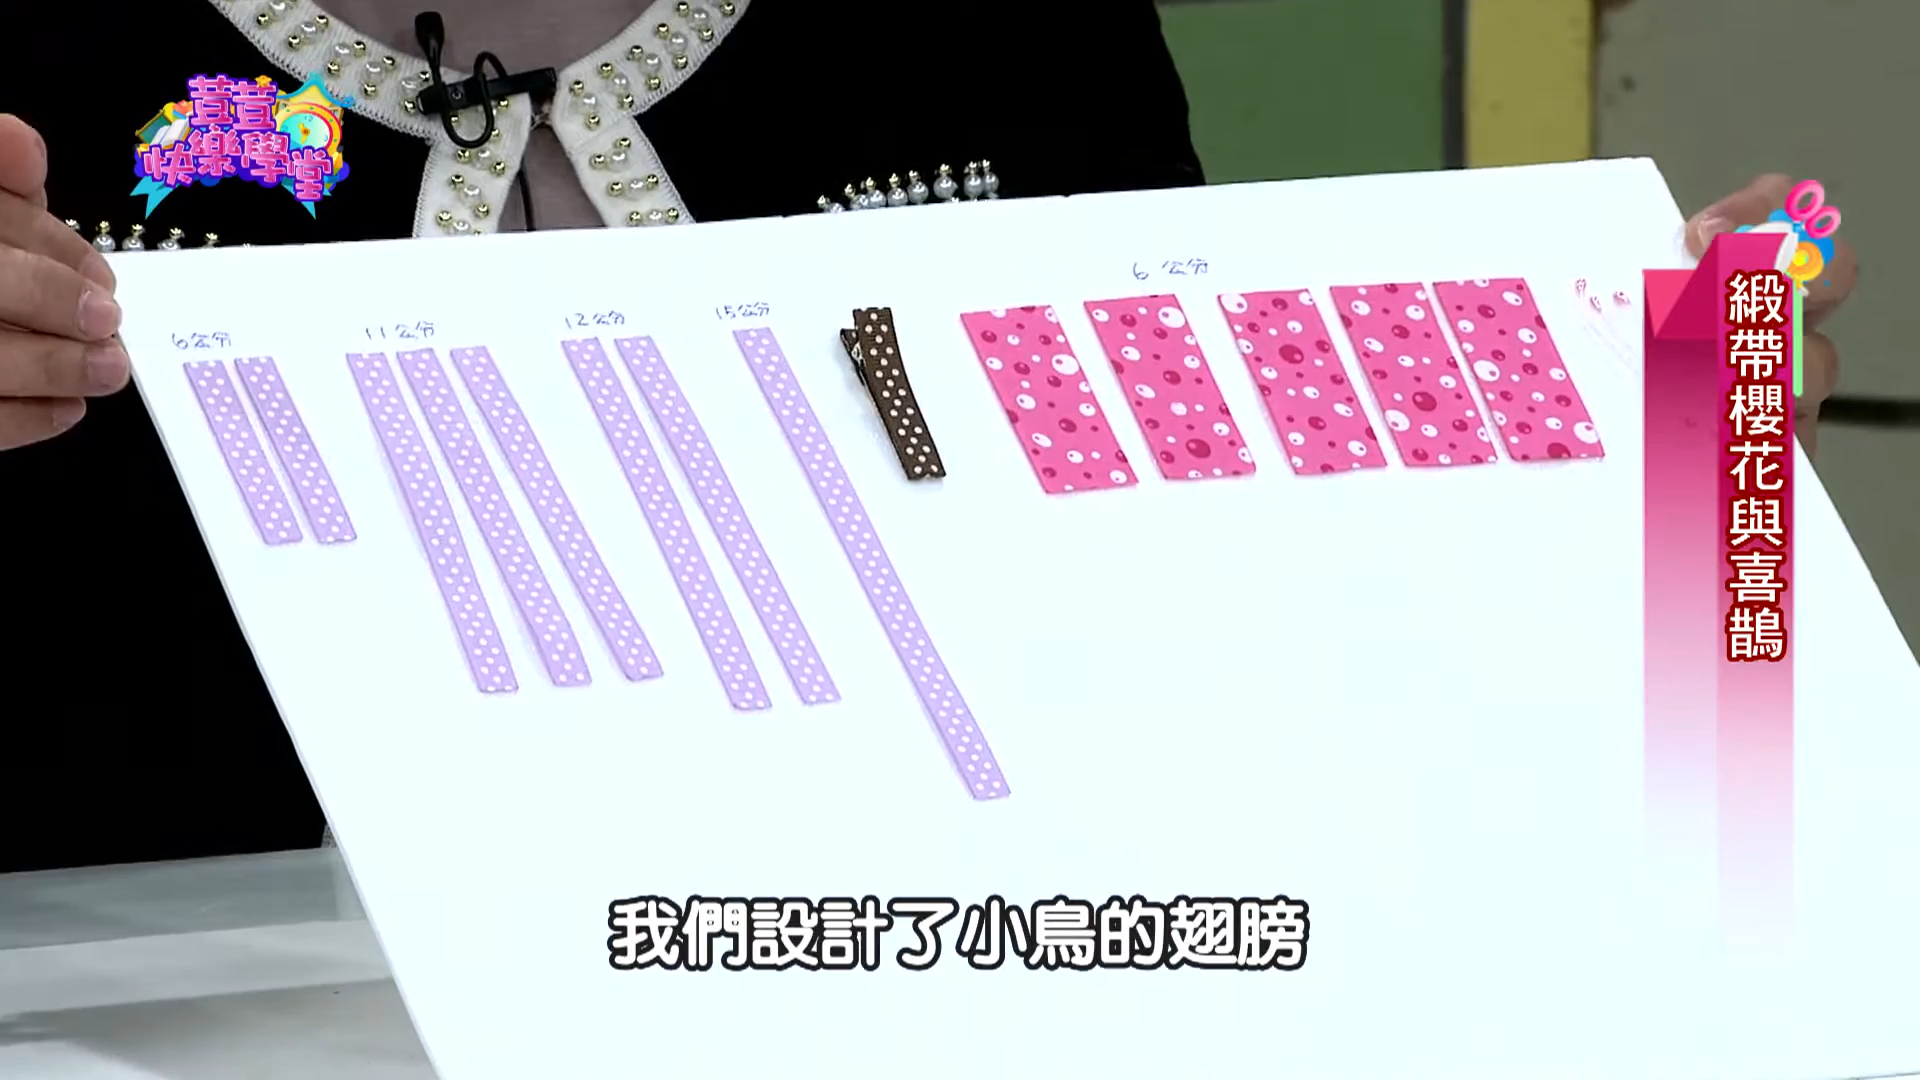 荳荳
快樂學堂
6公分
11公分
12公分
15公分
6 公分
緞帶櫻花與喜鵲
我們設計了小鳥的翅膀